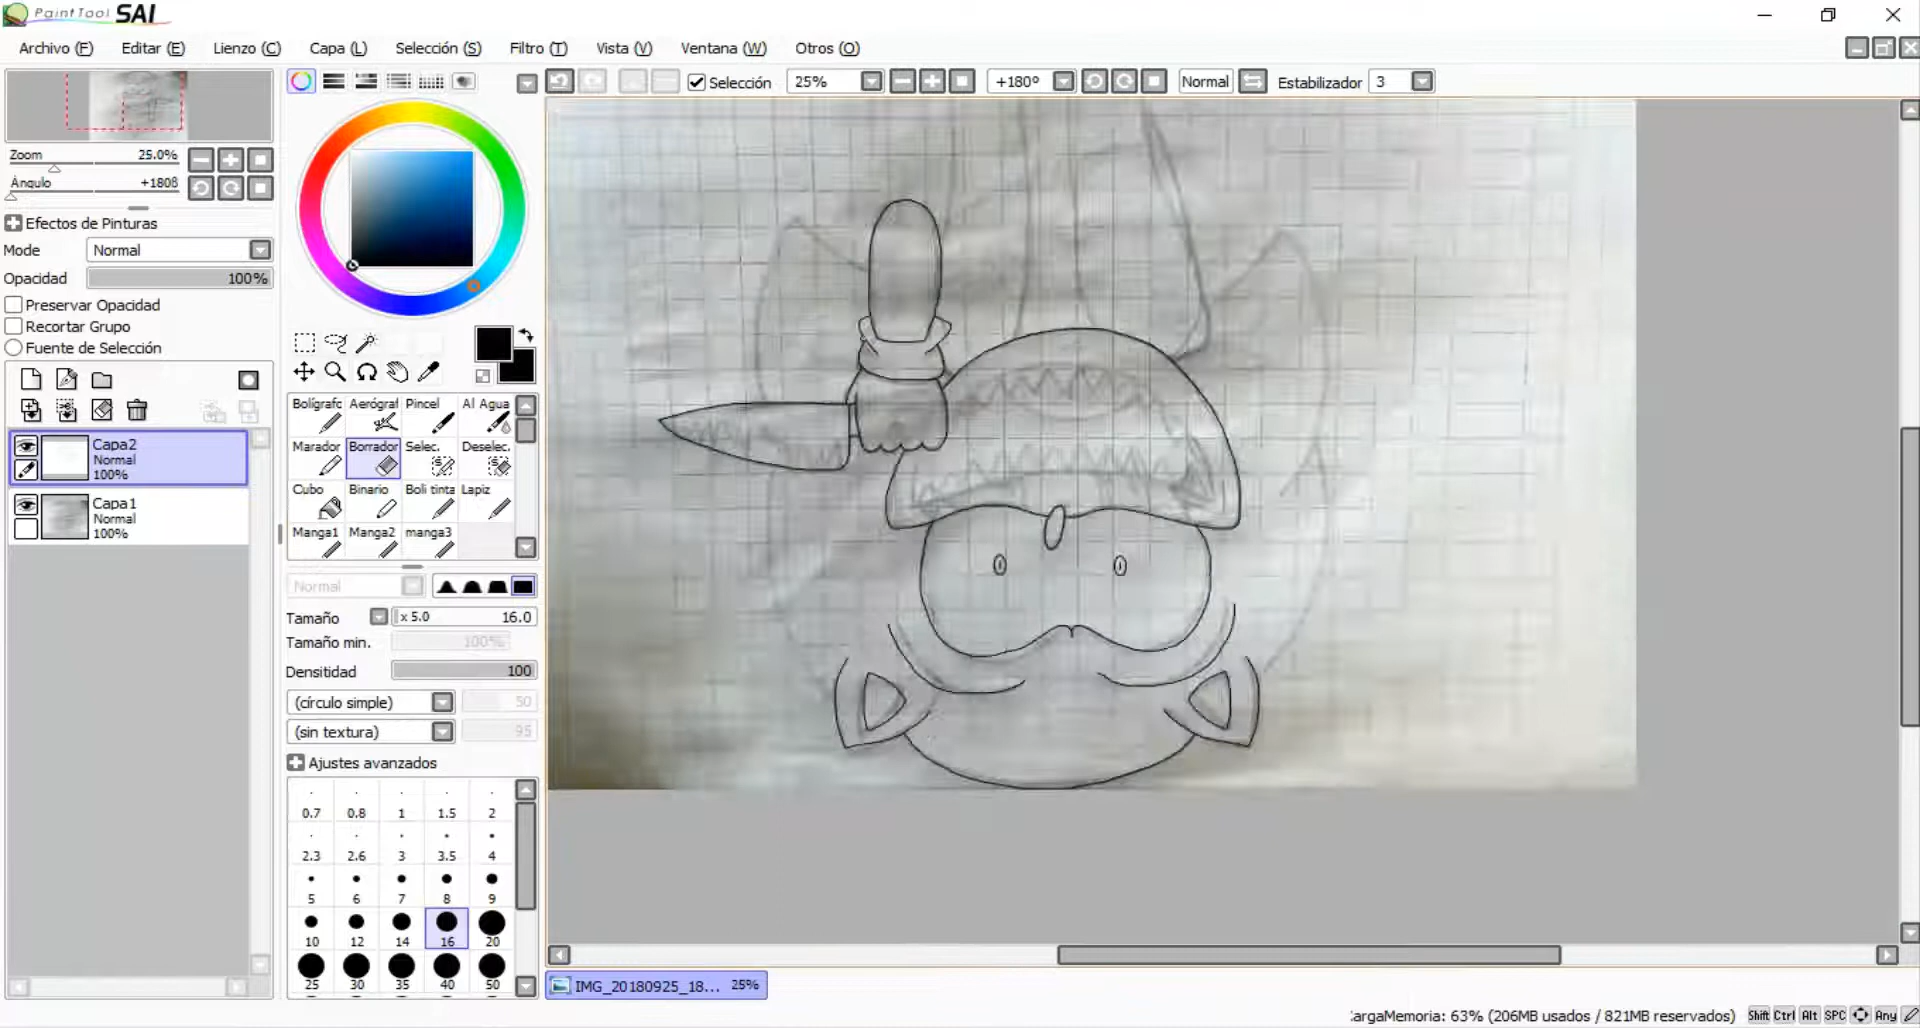 PaintTool SAI
Archivo (F) Editar (E) Lienzo (C) Capa (L) Selección (S) Filtro (T) Vista (V) Ventana (W) Otros (O)
Selección 25% +180º Normal Estabilizador 3
Zoom 25.0%
Ángulo +180º
Efectos de Pinturas
Mode Normal
Opacidad 100%
Preservar Opacidad
Recortar Grupo
Fuente de Selección
Capa2
Normal
100%
Capa1
Normal
100%
Bolígrafc Aerógraf Pincel Al Agua
Marador Borrador Selec. Deselec.
Cubo Binario Boli tinta Lapiz
Manga1 Manga2 manga3
Normal
Tamaño x 5.0 16.0
Tamaño min. 100%
Densitidad 100
(círculo simple) 50
(sin textura) 95
Ajustes avanzados
0.7 0.8 1 1.5 2
2.3 2.6 3 3.5 4
5 6 7 8 9
10 12 14 16 20
25 30 35 40 50
IMG_20180925_18... 25%
argaMemoria: 63% (206MB usados / 821MB reservados) Shift Ctrl Alt SPC Any